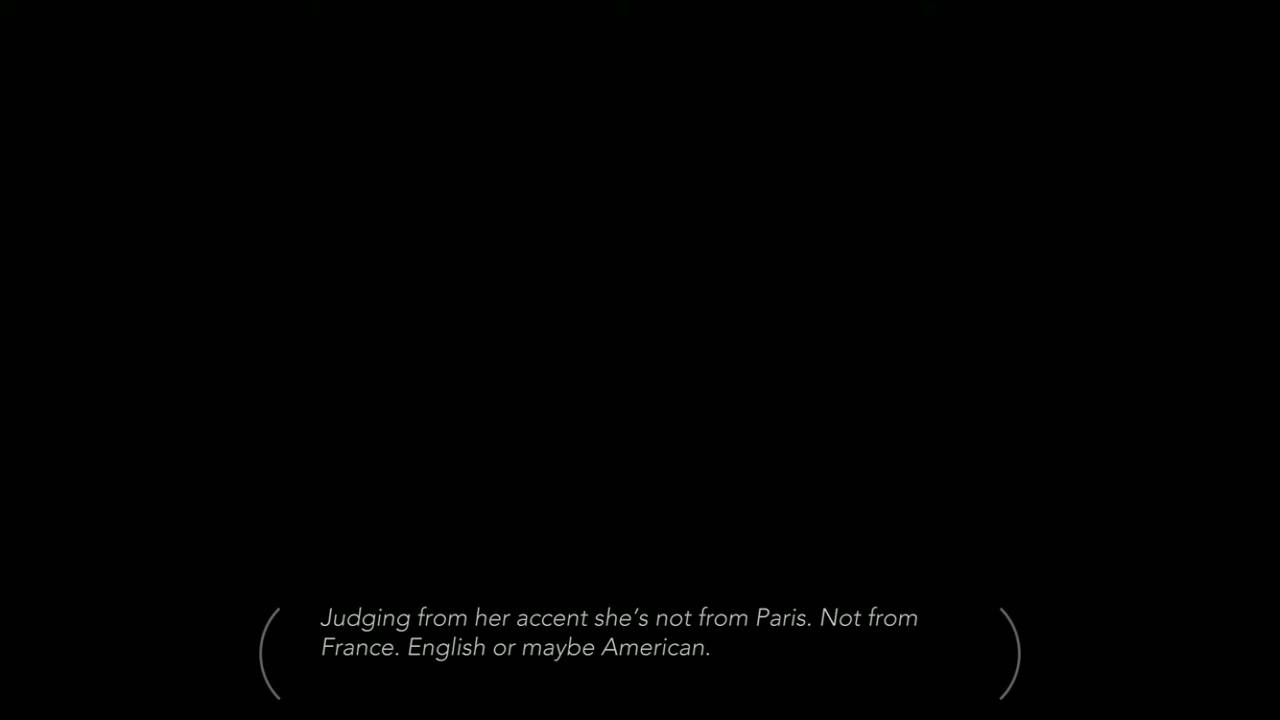 Judging from her accent she's not from Paris. Not from
France. English or maybe American.